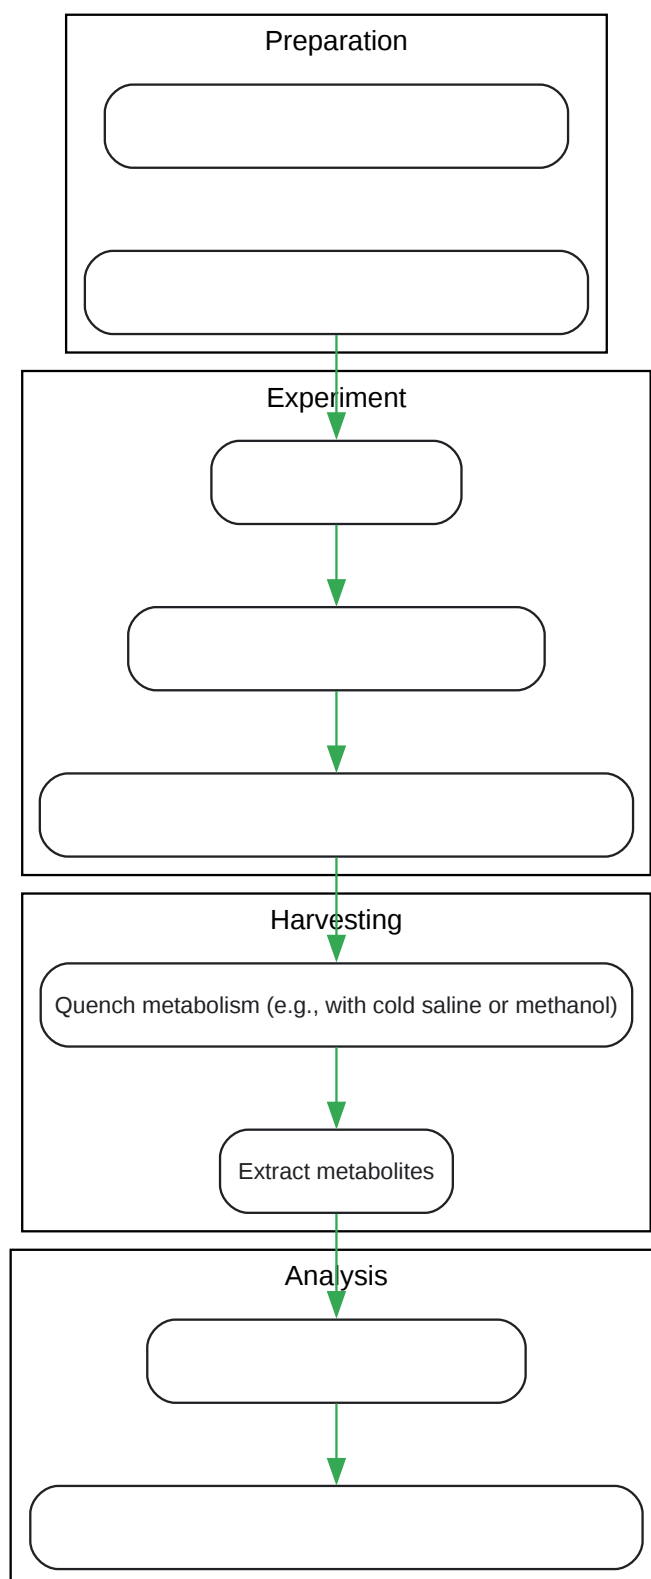 Preparation
Experiment
Harvesting
Quench metabolism (e.g., with cold saline or methanol)
Extract metabolites
Analysis